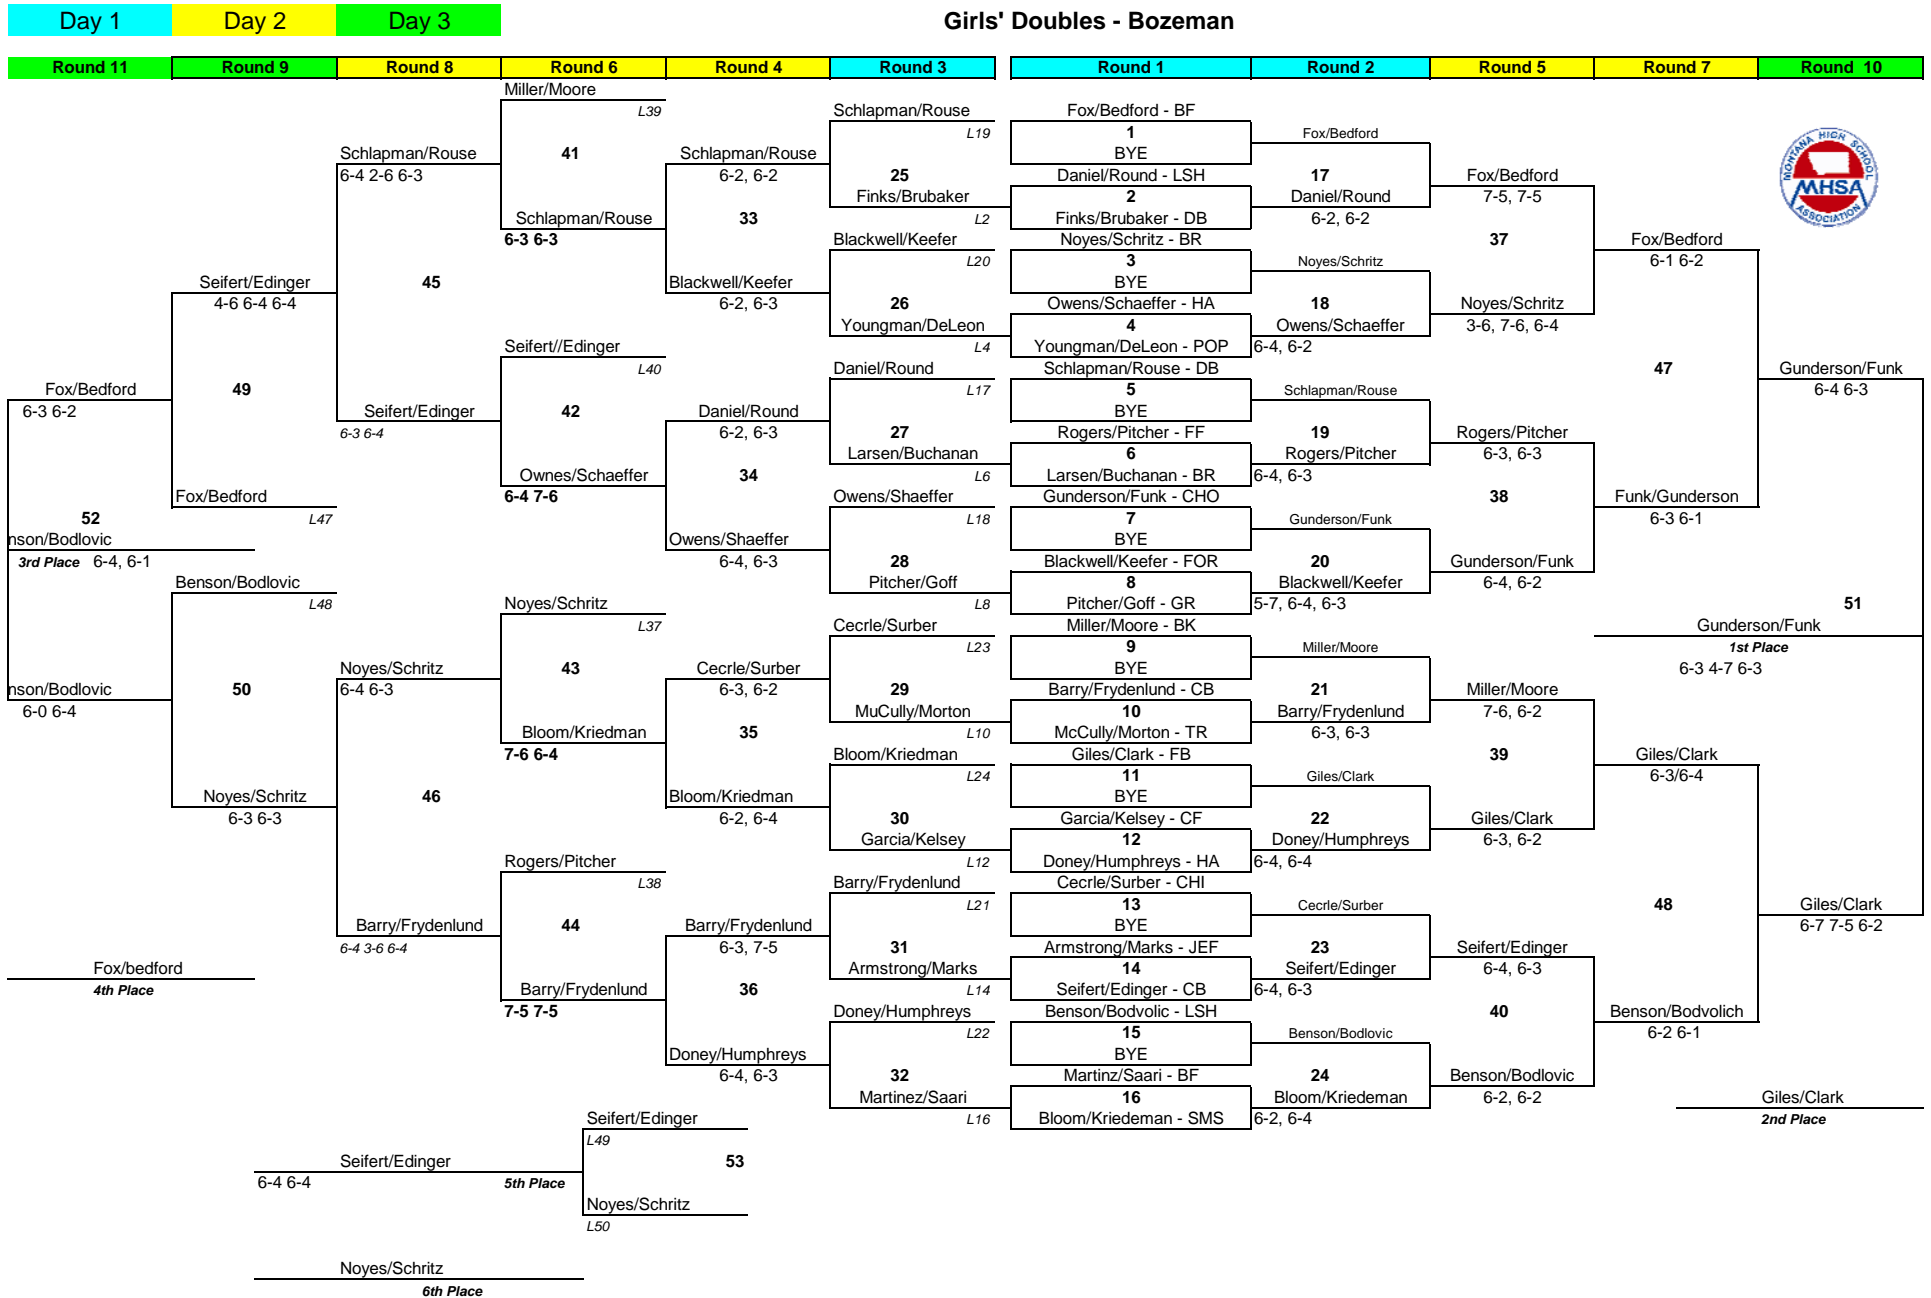 Day 1 Day 2 Day 3
Girls' Doubles - Bozeman
Round 11 Round 9 Round 8 Round 6 Round 4 Round 3 Round 1 Round 2 Round 5 Round 7 Round 10
Miller/Moore
L39
Schlapman/Rouse
Fox/Bedford - BF
L19
1
Fox/Bedford
Schlapman/Rouse
41
Schlapman/Rouse
BYE
6-4 2-6 6-3
6-2, 6-2
25
Daniel/Round - LSH
17
Fox/Bedford
Finks/Brubaker
2
Daniel/Round
7-5, 7-5
Schlapman/Rouse
33
L2
Finks/Brubaker - DB
6-2, 6-2
6-3 6-3
Blackwell/Keefer
Noyes/Schritz - BR
37
Fox/Bedford
L20
3
Noyes/Schritz
6-1 6-2
Seifert/Edinger
45
Blackwell/Keefer
BYE
4-6 6-4 6-4
6-2, 6-3
26
Owens/Schaeffer - HA
18
Noyes/Schritz
Youngman/DeLeon
4
Owens/Schaeffer
3-6, 7-6, 6-4
Seifert//Edinger
L4
Youngman/DeLeon - POP
6-4, 6-2
L40
Daniel/Round
Schlapman/Rouse - DB
47
Gunderson/Funk
Fox/Bedford
49
L17
5
Schlapman/Rouse
6-4 6-3
6-3 6-2
Seifert/Edinger
42
Daniel/Round
BYE
6-3 6-4
6-2, 6-3
27
Rogers/Pitcher - FF
19
Rogers/Pitcher
Larsen/Buchanan
6
Rogers/Pitcher
6-3, 6-3
Ownes/Schaeffer
34
L6
Larsen/Buchanan - BR
6-4, 6-3
Fox/Bedford
6-4 7-6
Owens/Shaeffer
Gunderson/Funk - CHO
38
Funk/Gunderson
52
L47
L18
7
Gunderson/Funk
6-3 6-1
nson/Bodlovic
Owens/Shaeffer
BYE
3rd Place 6-4, 6-1
6-4, 6-3
28
Blackwell/Keefer - FOR
20
Gunderson/Funk
Benson/Bodlovic
Pitcher/Goff
8
Blackwell/Keefer
6-4, 6-2
L48
Noyes/Schritz
L8
Pitcher/Goff - GR
5-7, 6-4, 6-3
51
L37
Cecrle/Surber
Miller/Moore - BK
Gunderson/Funk
L23
9
Miller/Moore
1st Place
Noyes/Schritz
43
Cecrle/Surber
BYE
6-3 4-7 6-3
nson/Bodlovic
50
6-4 6-3
6-3, 6-2
29
Barry/Frydenlund - CB
21
Miller/Moore
6-0 6-4
MuCully/Morton
10
Barry/Frydenlund
7-6, 6-2
Bloom/Kriedman
35
L10
McCully/Morton - TR
6-3, 6-3
7-6 6-4
Bloom/Kriedman
Giles/Clark - FB
39
Giles/Clark
L24
11
Giles/Clark
6-3/6-4
Noyes/Schritz
46
Bloom/Kriedman
BYE
6-3 6-3
6-2, 6-4
30
Garcia/Kelsey - CF
22
Giles/Clark
Garcia/Kelsey
12
Doney/Humphreys
6-3, 6-2
Rogers/Pitcher
L12
Doney/Humphreys - HA
6-4, 6-4
L38
Barry/Frydenlund
Cecrle/Surber - CHI
L21
13
Cecrle/Surber
48
Giles/Clark
Barry/Frydenlund
44
Barry/Frydenlund
BYE
6-7 7-5 6-2
6-4 3-6 6-4
6-3, 7-5
31
Armstrong/Marks - JEF
23
Seifert/Edinger
Fox/bedford
Armstrong/Marks
14
Seifert/Edinger
6-4, 6-3
4th Place
Barry/Frydenlund
36
L14
Seifert/Edinger - CB
6-4, 6-3
7-5 7-5
Doney/Humphreys
Benson/Bodvolic - LSH
40
Benson/Bodvolich
L22
15
Benson/Bodlovic
6-2 6-1
Doney/Humphreys
BYE
6-4, 6-3
32
Martinz/Saari - BF
24
Benson/Bodlovic
Martinez/Saari
16
Bloom/Kriedeman
6-2, 6-2
Giles/Clark
Seifert/Edinger
L16
Bloom/Kriedeman - SMS
6-2, 6-4
2nd Place
L49
Seifert/Edinger
53
6-4 6-4
5th Place
Noyes/Schritz
L50
Noyes/Schritz
6th Place
MONTANA HIGH SCHOOL
MHSA
ASSOCIATION